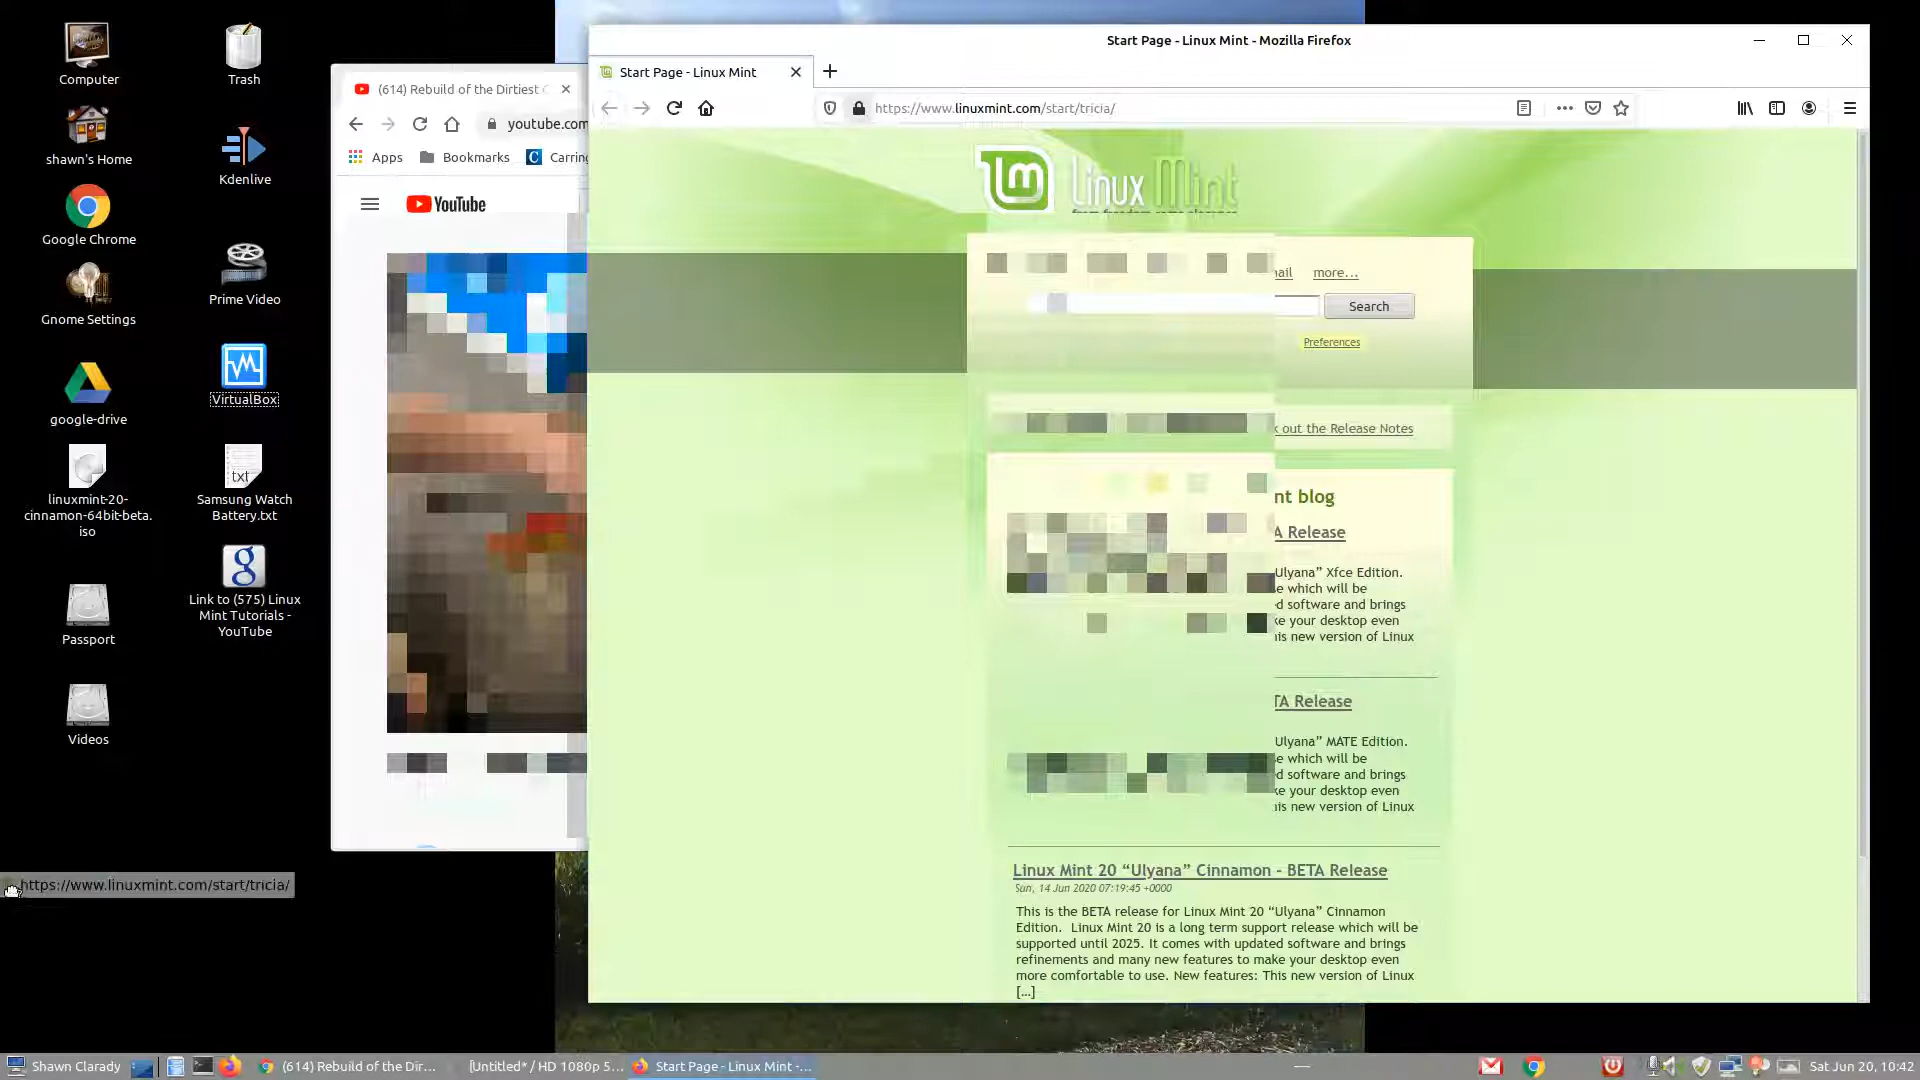 Computer
Trash
shawn's Home
Kdenlive
Google Chrome
Prime Video
Gnome Settings
VirtualBox
google-drive
linuxmint-20-
cinnamon-64bit-beta.
iso
txt
Samsung Watch
Battery.txt
Passport
Link to (575) Linux
Mint Tutorials -
YouTube
Videos
https://www.linuxmint.com/start/tricia/
(614) Rebuild of the Dirtiest
youtube.com
Apps
Bookmarks
YouTube
Start Page - Linux Mint - Mozilla Firefox
Start Page - Linux Mint
https://www.linuxmint.com/start/tricia/
Linux Mint
from freedom came elegance
more...
Search
Preferences
out the Release Notes
blog
Release
Ulyana” Xfce Edition.
which will be
software and brings
your desktop even
new version of Linux
Release
Ulyana” MATE Edition.
which will be
software and brings
your desktop even
new version of Linux
Linux Mint 20 “Ulyana” Cinnamon – BETA Release
Sun, 14 Jun 2020 07:19:45 +0000
This is the BETA release for Linux Mint 20 “Ulyana” Cinnamon
Edition. Linux Mint 20 is a long term support release which will be
supported until 2025. It comes with updated software and brings
refinements and many new features to make your desktop even
more comfortable to use. New features: This new version of Linux
[…]
Shawn Clarady
(614) Rebuild of the Dir...
[Untitled* / HD 1080p 5...
Start Page - Linux Mint -...
Sat Jun 20, 10:42